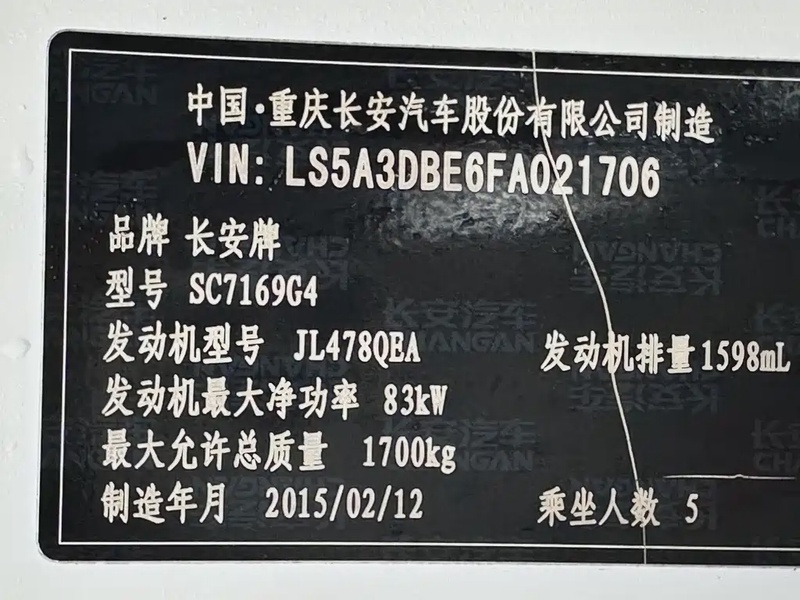 中国·重庆长安汽车股份有限公司制造
VIN: LS5A3DBE6FA021706
品牌 长安牌
型号 SC7169G4
发动机型号 JL478QEA 发动机排量 1598mL
发动机最大净功率 83kW
最大允许总质量 1700kg
制造年月 2015/02/12 乘坐人数 5